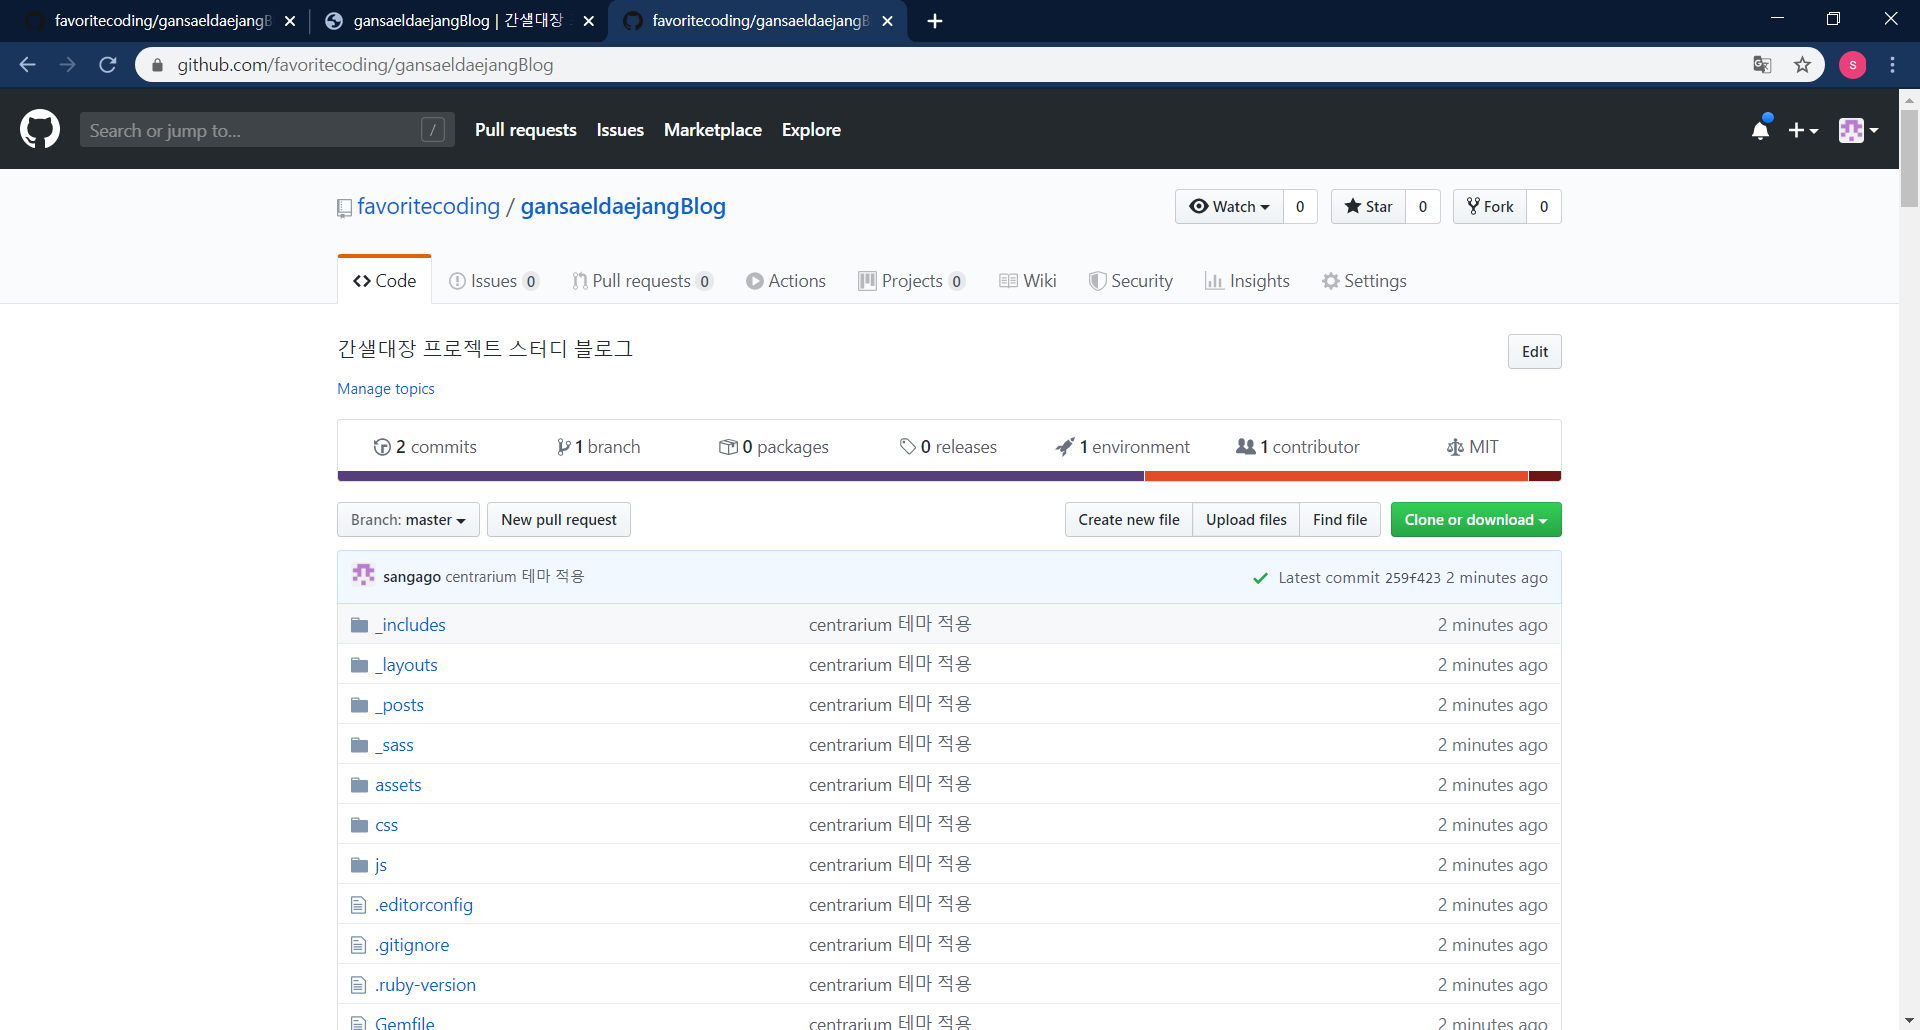 favoritecoding/gansaeldaejangB
gansaeldaejangBlog | 간샐대장
favoritecoding/gansaeldaejangB
github.com/favoritecoding/gansaeldaejangBlog
s
Search or jump to...
/
Pull requests
Issues
Marketplace
Explore
favoritecoding / gansaeldaejangBlog
Watch 0
Star 0
Fork 0
Code
Issues 0
Pull requests 0
Actions
Projects 0
Wiki
Security
Insights
Settings
간샐대장 프로젝트 스터디 블로그
Edit
Manage topics
2 commits
1 branch
0 packages
0 releases
1 environment
1 contributor
MIT
Branch: master
New pull request
Create new file
Upload files
Find file
Clone or download
sangago centrarium 테마 적용
Latest commit 259f423 2 minutes ago
_includes centrarium 테마 적용 2 minutes ago
_layouts centrarium 테마 적용 2 minutes ago
_posts centrarium 테마 적용 2 minutes ago
_sass centrarium 테마 적용 2 minutes ago
assets centrarium 테마 적용 2 minutes ago
css centrarium 테마 적용 2 minutes ago
js centrarium 테마 적용 2 minutes ago
.editorconfig centrarium 테마 적용 2 minutes ago
.gitignore centrarium 테마 적용 2 minutes ago
.ruby-version centrarium 테마 적용 2 minutes ago
Gemfile centrarium 테마 적용 2 minutes ago